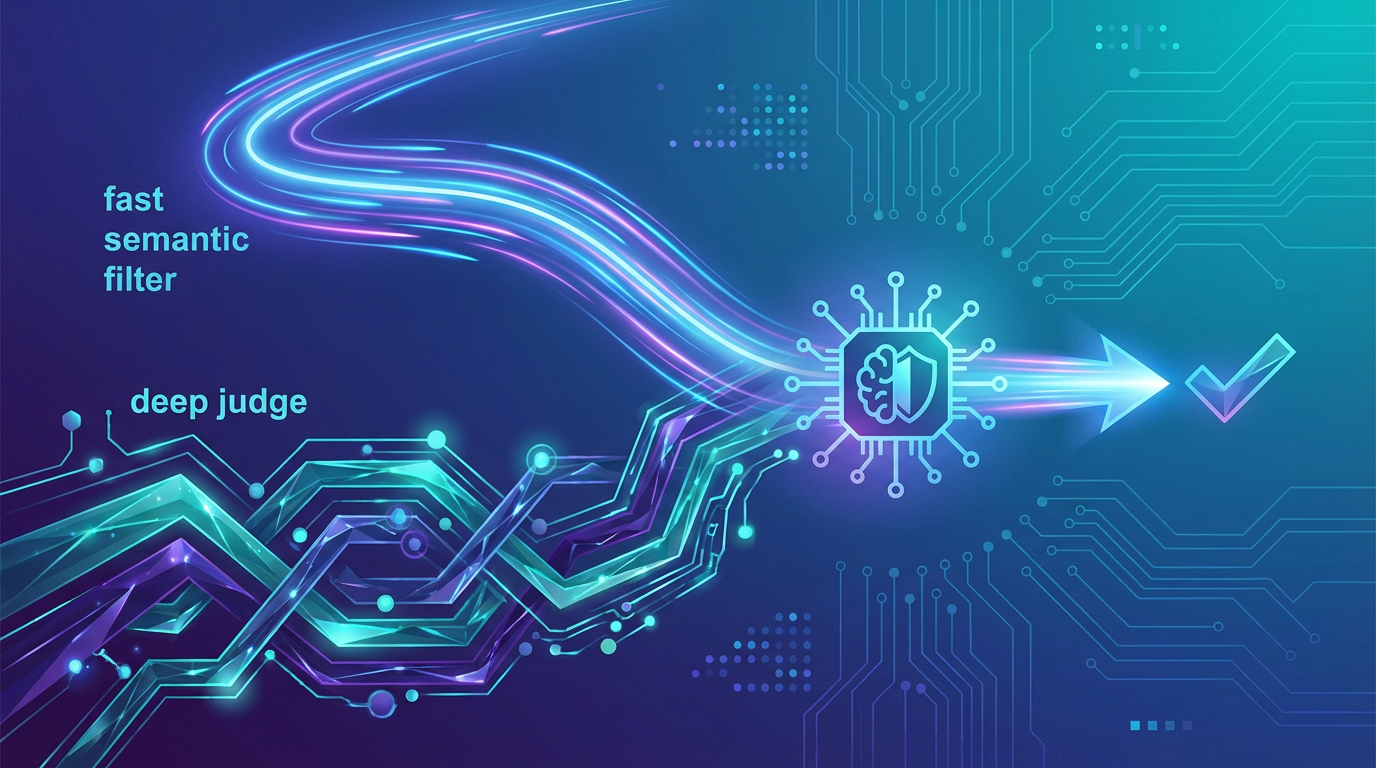 fast
semantic
filter
deep judge